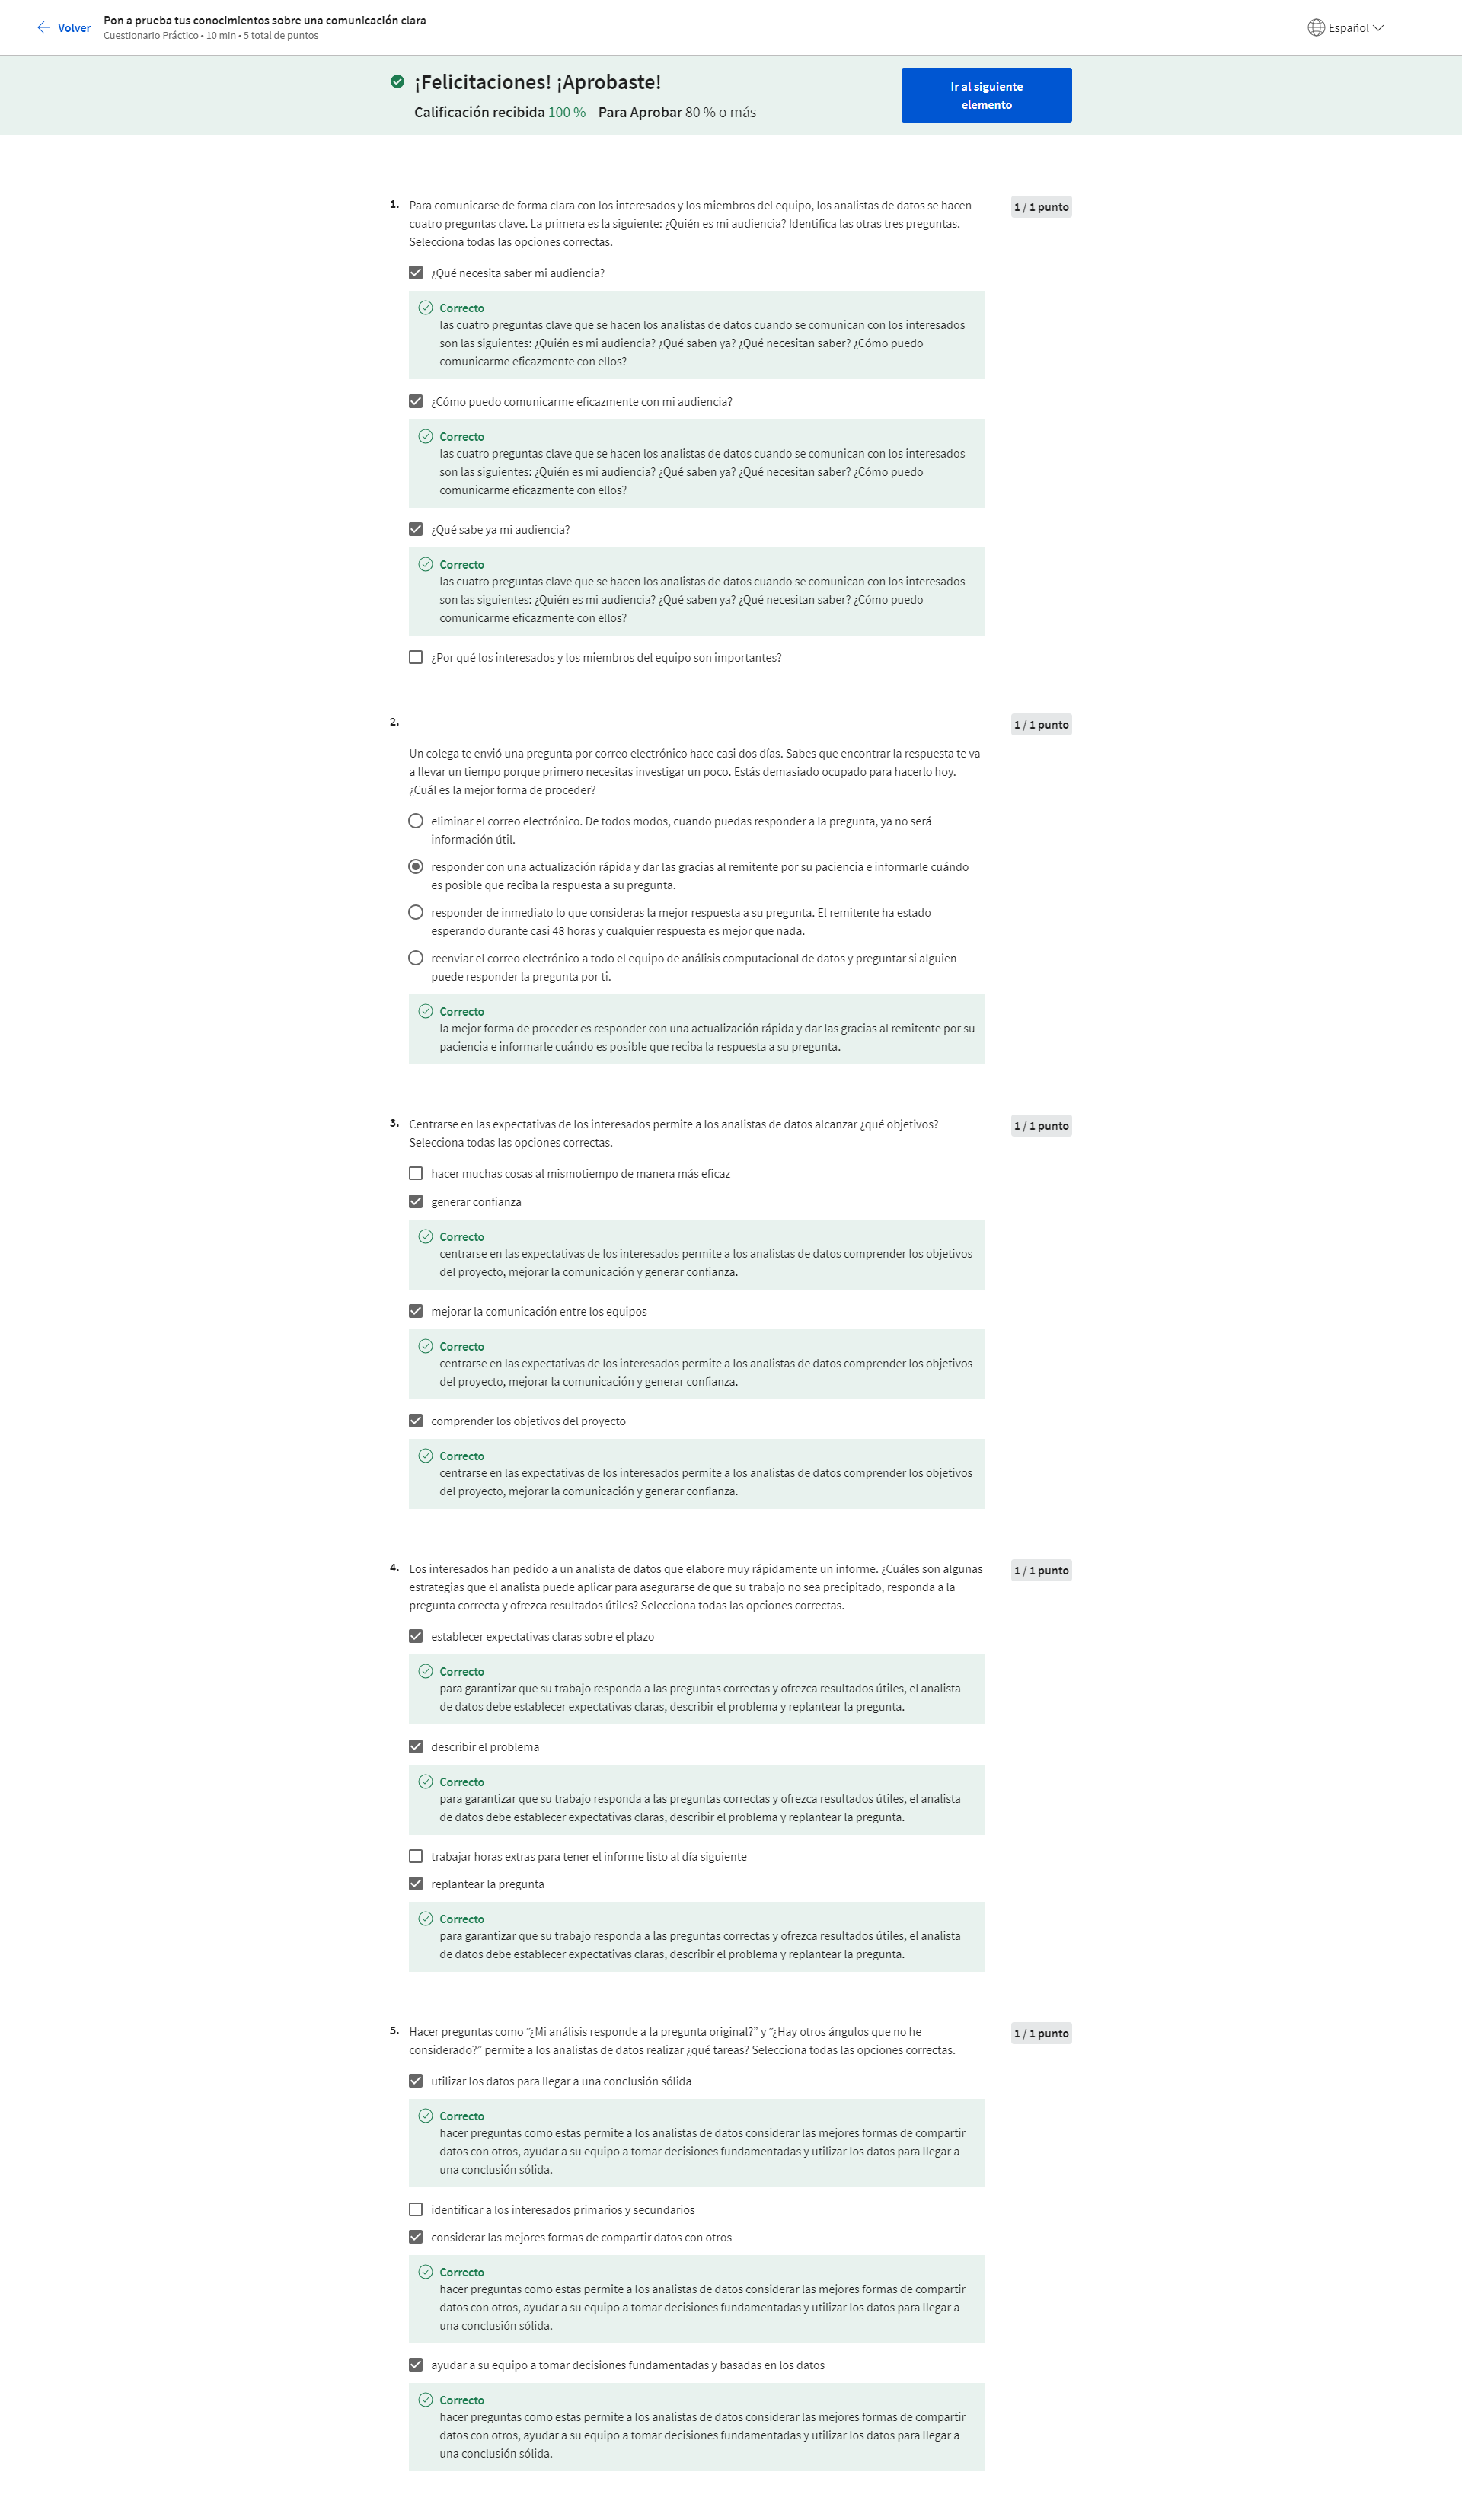 Volver
Pon a prueba tus conocimientos sobre una comunicación clara
Cuestionario Práctico • 10 min • 5 total de puntos
Español
¡Felicitaciones! ¡Aprobaste!
Calificación recibida 100 % Para Aprobar 80 % o más
Ir al siguiente
elemento
1. Para comunicarse de forma clara con los interesados y los miembros del equipo, los analistas de datos se hacen
cuatro preguntas clave. La primera es la siguiente: ¿Quién es mi audiencia? Identifica las otras tres preguntas.
Selecciona todas las opciones correctas.
1 / 1 punto
¿Qué necesita saber mi audiencia?
Correcto
las cuatro preguntas clave que se hacen los analistas de datos cuando se comunican con los interesados
son las siguientes: ¿Quién es mi audiencia? ¿Qué saben ya? ¿Qué necesitan saber? ¿Cómo puedo
comunicarme eficazmente con ellos?
¿Cómo puedo comunicarme eficazmente con mi audiencia?
Correcto
las cuatro preguntas clave que se hacen los analistas de datos cuando se comunican con los interesados
son las siguientes: ¿Quién es mi audiencia? ¿Qué saben ya? ¿Qué necesitan saber? ¿Cómo puedo
comunicarme eficazmente con ellos?
¿Qué sabe ya mi audiencia?
Correcto
las cuatro preguntas clave que se hacen los analistas de datos cuando se comunican con los interesados
son las siguientes: ¿Quién es mi audiencia? ¿Qué saben ya? ¿Qué necesitan saber? ¿Cómo puedo
comunicarme eficazmente con ellos?
¿Por qué los interesados y los miembros del equipo son importantes?
2.
1 / 1 punto
Un colega te envió una pregunta por correo electrónico hace casi dos días. Sabes que encontrar la respuesta te va
a llevar un tiempo porque primero necesitas investigar un poco. Estás demasiado ocupado para hacerlo hoy.
¿Cuál es la mejor forma de proceder?
eliminar el correo electrónico. De todos modos, cuando puedas responder a la pregunta, ya no será
información útil.
responder con una actualización rápida y dar las gracias al remitente por su paciencia e informarle cuándo
es posible que reciba la respuesta a su pregunta.
responder de inmediato lo que consideras la mejor respuesta a su pregunta. El remitente ha estado
esperando durante casi 48 horas y cualquier respuesta es mejor que nada.
reenviar el correo electrónico a todo el equipo de análisis computacional de datos y preguntar si alguien
puede responder la pregunta por ti.
Correcto
la mejor forma de proceder es responder con una actualización rápida y dar las gracias al remitente por su
paciencia e informarle cuándo es posible que reciba la respuesta a su pregunta.
3. Centrarse en las expectativas de los interesados permite a los analistas de datos alcanzar ¿qué objetivos?
Selecciona todas las opciones correctas.
1 / 1 punto
hacer muchas cosas al mismotiempo de manera más eficaz
generar confianza
Correcto
centrarse en las expectativas de los interesados permite a los analistas de datos comprender los objetivos
del proyecto, mejorar la comunicación y generar confianza.
mejorar la comunicación entre los equipos
Correcto
centrarse en las expectativas de los interesados permite a los analistas de datos comprender los objetivos
del proyecto, mejorar la comunicación y generar confianza.
comprender los objetivos del proyecto
Correcto
centrarse en las expectativas de los interesados permite a los analistas de datos comprender los objetivos
del proyecto, mejorar la comunicación y generar confianza.
4. Los interesados han pedido a un analista de datos que elabore muy rápidamente un informe. ¿Cuáles son algunas
estrategias que el analista puede aplicar para asegurarse de que su trabajo no sea precipitado, responda a la
pregunta correcta y ofrezca resultados útiles? Selecciona todas las opciones correctas.
1 / 1 punto
establecer expectativas claras sobre el plazo
Correcto
para garantizar que su trabajo responda a las preguntas correctas y ofrezca resultados útiles, el analista
de datos debe establecer expectativas claras, describir el problema y replantear la pregunta.
describir el problema
Correcto
para garantizar que su trabajo responda a las preguntas correctas y ofrezca resultados útiles, el analista
de datos debe establecer expectativas claras, describir el problema y replantear la pregunta.
trabajar horas extras para tener el informe listo al día siguiente
replantear la pregunta
Correcto
para garantizar que su trabajo responda a las preguntas correctas y ofrezca resultados útiles, el analista
de datos debe establecer expectativas claras, describir el problema y replantear la pregunta.
5. Hacer preguntas como “¿Mi análisis responde a la pregunta original?” y “¿Hay otros ángulos que no he
considerado?” permite a los analistas de datos realizar ¿qué tareas? Selecciona todas las opciones correctas.
1 / 1 punto
utilizar los datos para llegar a una conclusión sólida
Correcto
hacer preguntas como estas permite a los analistas de datos considerar las mejores formas de compartir
datos con otros, ayudar a su equipo a tomar decisiones fundamentadas y utilizar los datos para llegar a
una conclusión sólida.
identificar a los interesados primarios y secundarios
considerar las mejores formas de compartir datos con otros
Correcto
hacer preguntas como estas permite a los analistas de datos considerar las mejores formas de compartir
datos con otros, ayudar a su equipo a tomar decisiones fundamentadas y utilizar los datos para llegar a
una conclusión sólida.
ayudar a su equipo a tomar decisiones fundamentadas y basadas en los datos
Correcto
hacer preguntas como estas permite a los analistas de datos considerar las mejores formas de compartir
datos con otros, ayudar a su equipo a tomar decisiones fundamentadas y utilizar los datos para llegar a
una conclusión sólida.